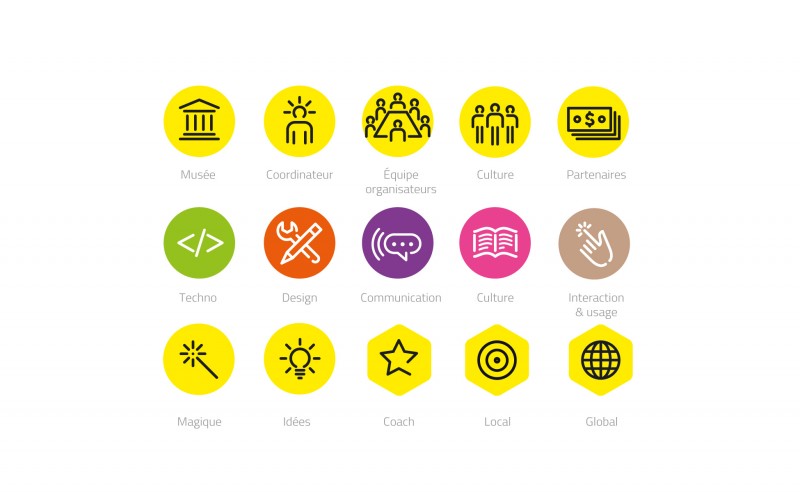 Musée
Coordinateur
Équipe
organisateurs
Culture
Partenaires
Techno
Design
Communication
Culture
Interaction
& usage
Magique
Idées
Coach
Local
Global